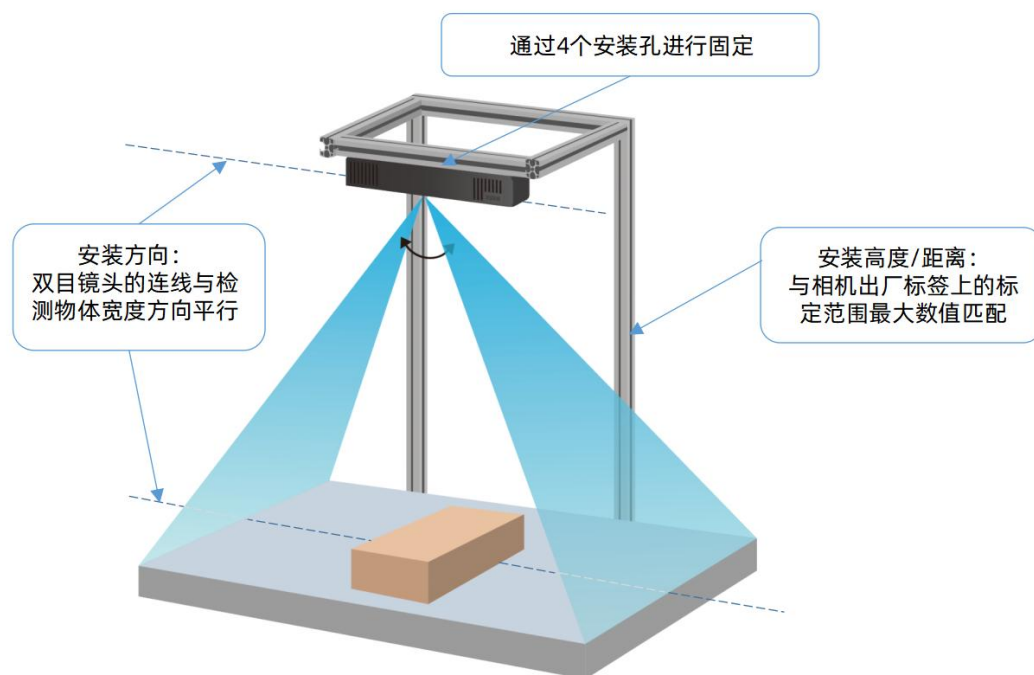 通过4个安装孔进行固定
安装方向：
双目镜头的连线与检
测物体宽度方向平行
安装高度/距离：
与相机出厂标签上的标
定范围最大数值匹配